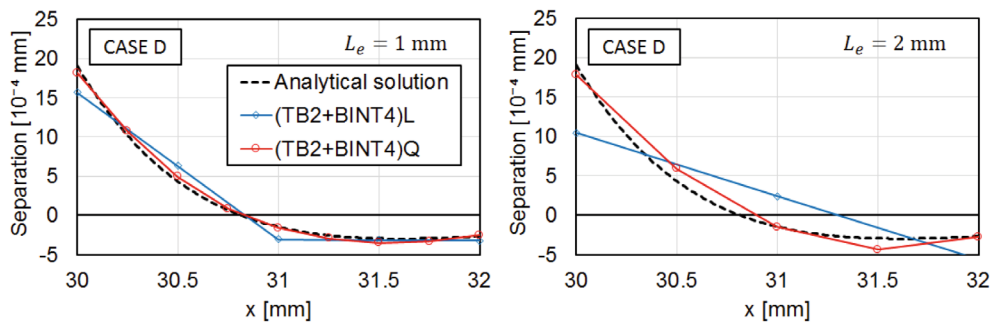 CASE D
Lₑ = 1 mm
Analytical solution
(TB2+BINT4)L
(TB2+BINT4)Q
Separation [10⁻⁴ mm]
25
20
15
10
5
0
-5
30
30.5
31
31.5
32
x [mm]
CASE D
Lₑ = 2 mm
Separation [10⁻⁴ mm]
25
20
15
10
5
0
-5
30
30.5
31
31.5
32
x [mm]